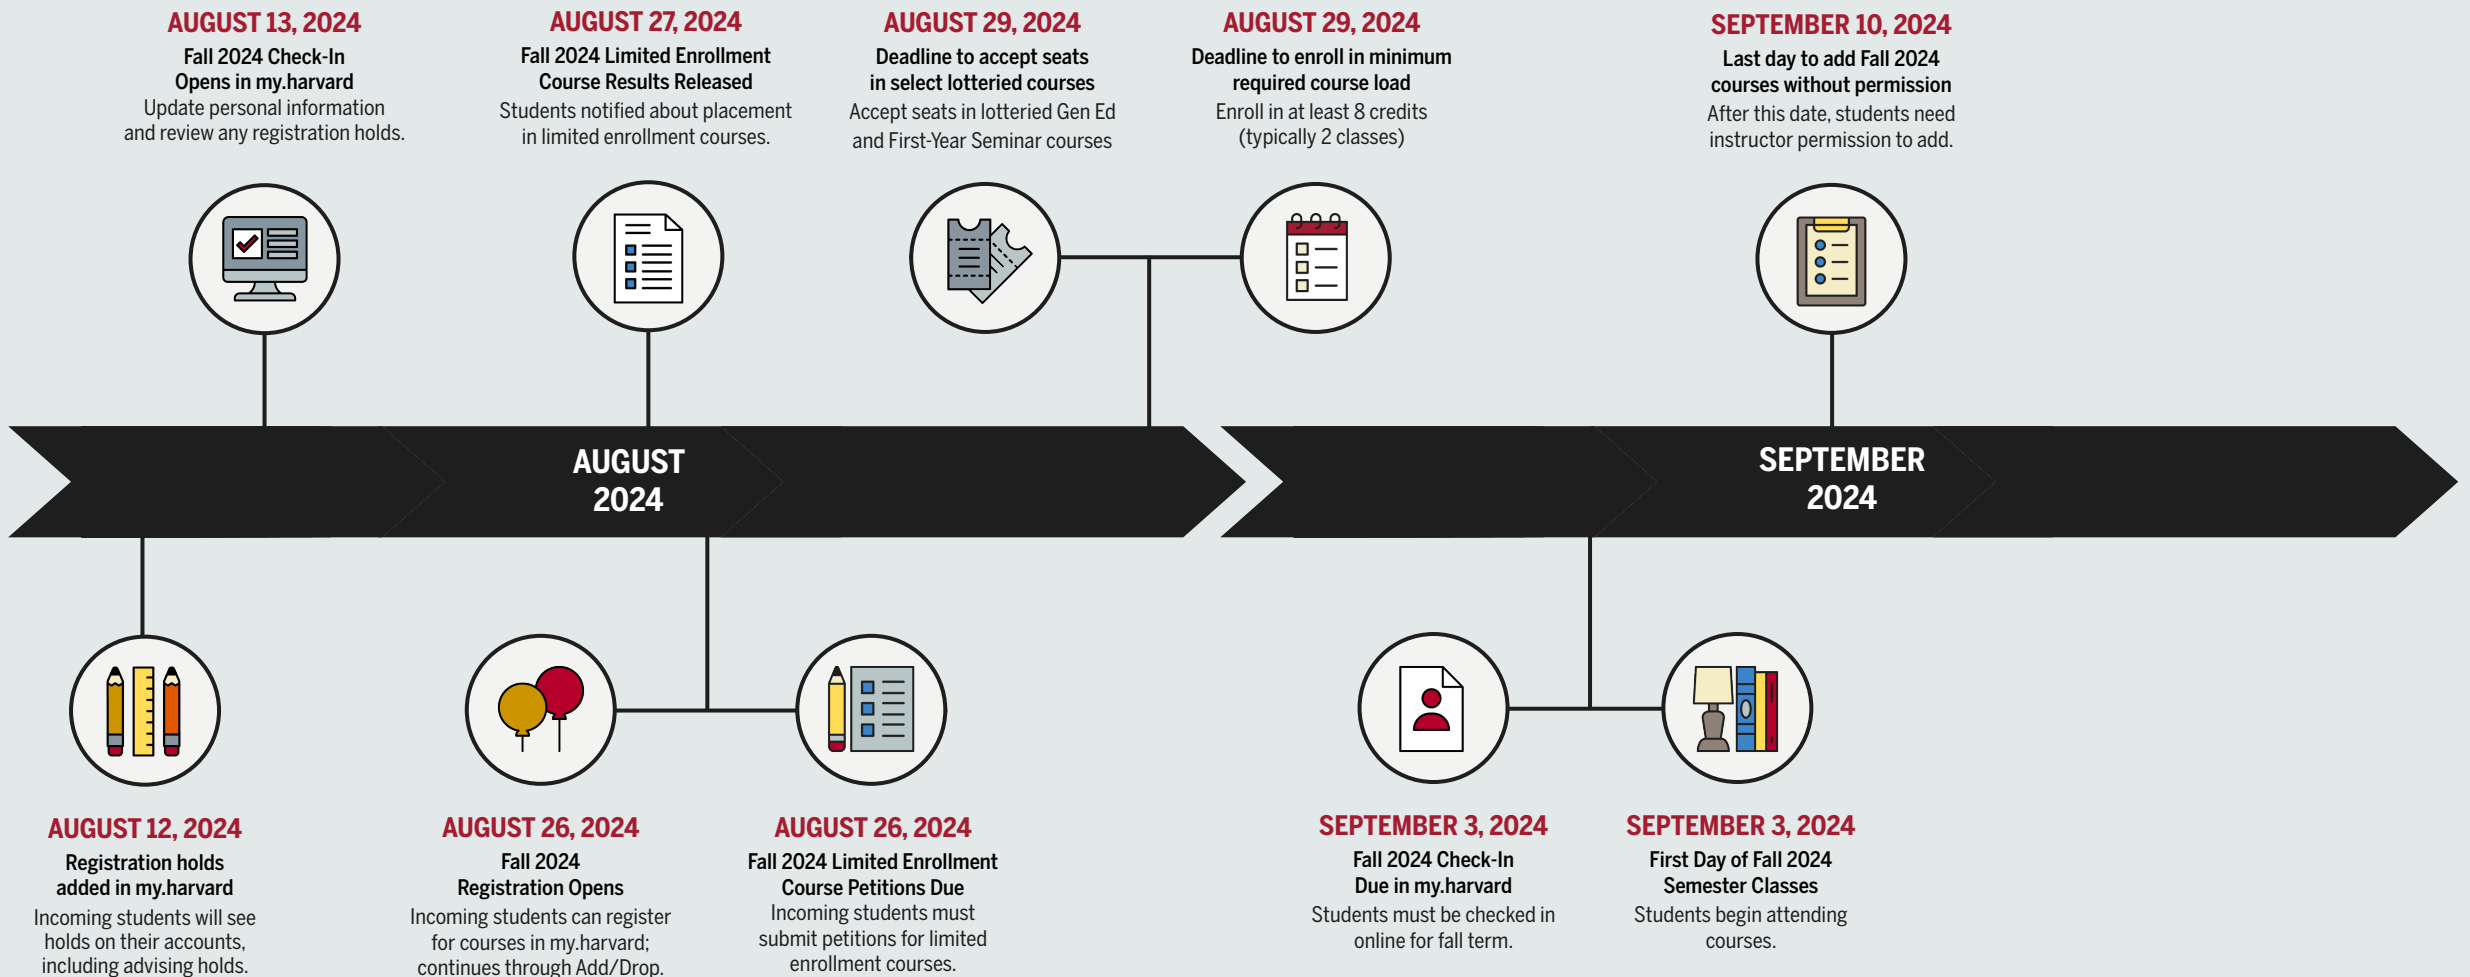 AUGUST 13, 2024
Fall 2024 Check-In
Opens in my.harvard
Update personal information
and review any registration holds.
AUGUST 27, 2024
Fall 2024 Limited Enrollment
Course Results Released
Students notified about placement
in limited enrollment courses.
AUGUST 29, 2024
Deadline to accept seats
in select lotteried courses
Accept seats in lotteried Gen Ed
and First-Year Seminar courses
AUGUST 29, 2024
Deadline to enroll in minimum
required course load
Enroll in at least 8 credits
(typically 2 classes)
SEPTEMBER 10, 2024
Last day to add Fall 2024
courses without permission
After this date, students need
instructor permission to add.
AUGUST
2024
SEPTEMBER
2024
AUGUST 12, 2024
Registration holds
added in my.harvard
Incoming students will see
holds on their accounts,
including advising holds.
AUGUST 26, 2024
Fall 2024
Registration Opens
Incoming students can register
for courses in my.harvard;
continues through Add/Drop.
AUGUST 26, 2024
Fall 2024 Limited Enrollment
Course Petitions Due
Incoming students must
submit petitions for limited
enrollment courses.
SEPTEMBER 3, 2024
Fall 2024 Check-In
Due in my.harvard
Students must be checked in
online for fall term.
SEPTEMBER 3, 2024
First Day of Fall 2024
Semester Classes
Students begin attending
courses.